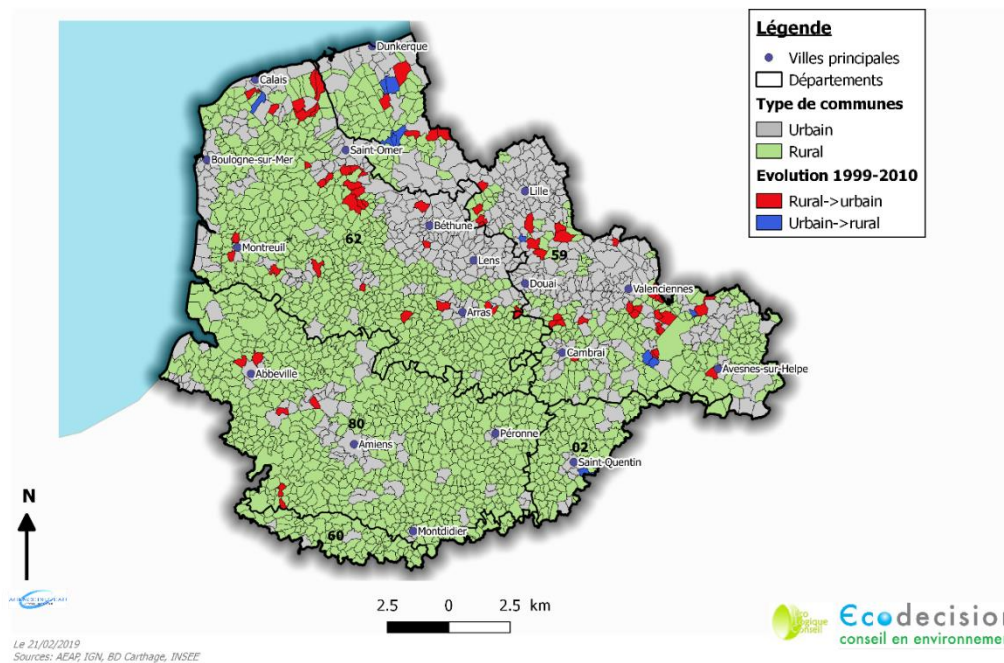 Légende
Villes principales
Départements
Type de communes
Urbain
Rural
Evolution 1999-2010
Rural->urbain
Urbain->rural
Dunkerque
Calais
Saint-Omer
Boulogne-sur-Mer
Lille
Béthune
62
59
Montreuil
Lens
Douai
Valenciennes
Arras
Cambrai
Avesnes-sur-Helpe
Abbeville
80
Amiens
Péronne
02
Saint-Quentin
Montdidier
60
N
2.5 0 2.5 km
Le 21/02/2019
Sources: AEAP, IGN, BD Carthage, INSEE
Conseil
Ecodecision
conseil en environnem